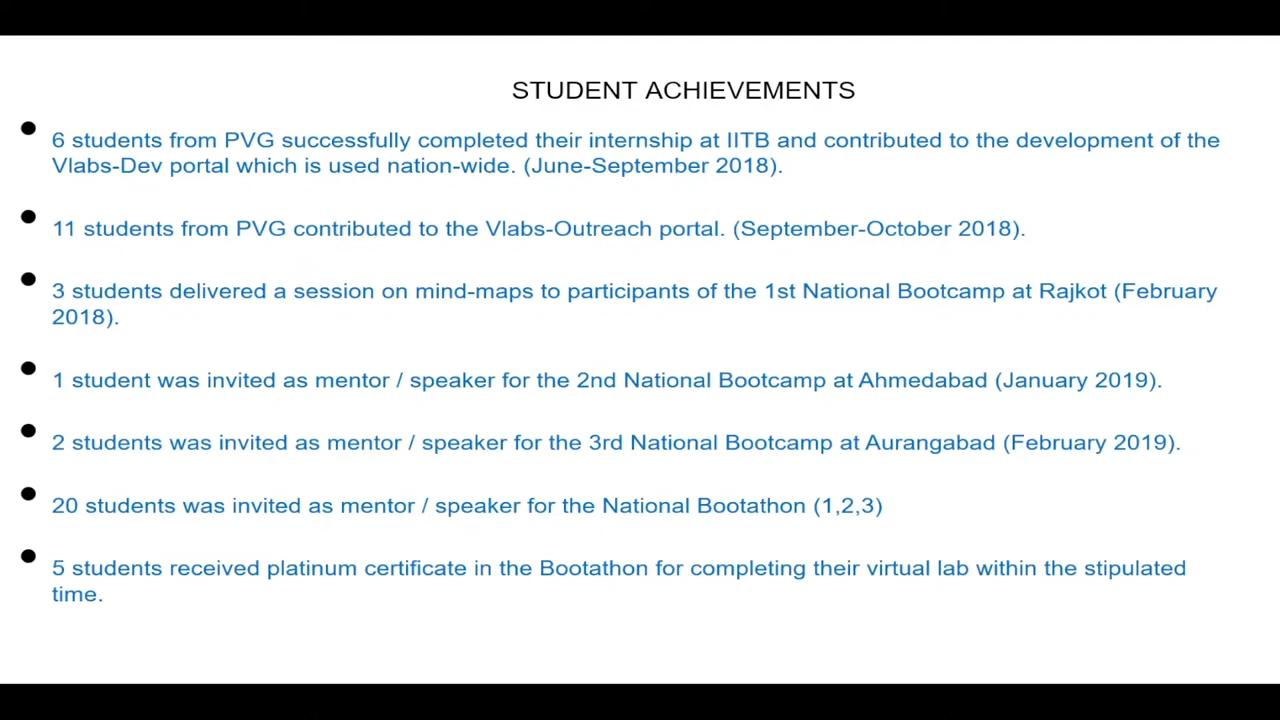 STUDENT ACHIEVEMENTS
6 students from PVG successfully completed their internship at IITB and contributed to the development of the
Vlabs-Dev portal which is used nation-wide. (June-September 2018).
11 students from PVG contributed to the Vlabs-Outreach portal. (September-October 2018).
3 students delivered a session on mind-maps to participants of the 1st National Bootcamp at Rajkot (February
2018).
1 student was invited as mentor / speaker for the 2nd National Bootcamp at Ahmedabad (January 2019).
2 students was invited as mentor / speaker for the 3rd National Bootcamp at Aurangabad (February 2019).
20 students was invited as mentor / speaker for the National Bootathon (1,2,3)
5 students received platinum certificate in the Bootathon for completing their virtual lab within the stipulated
time.